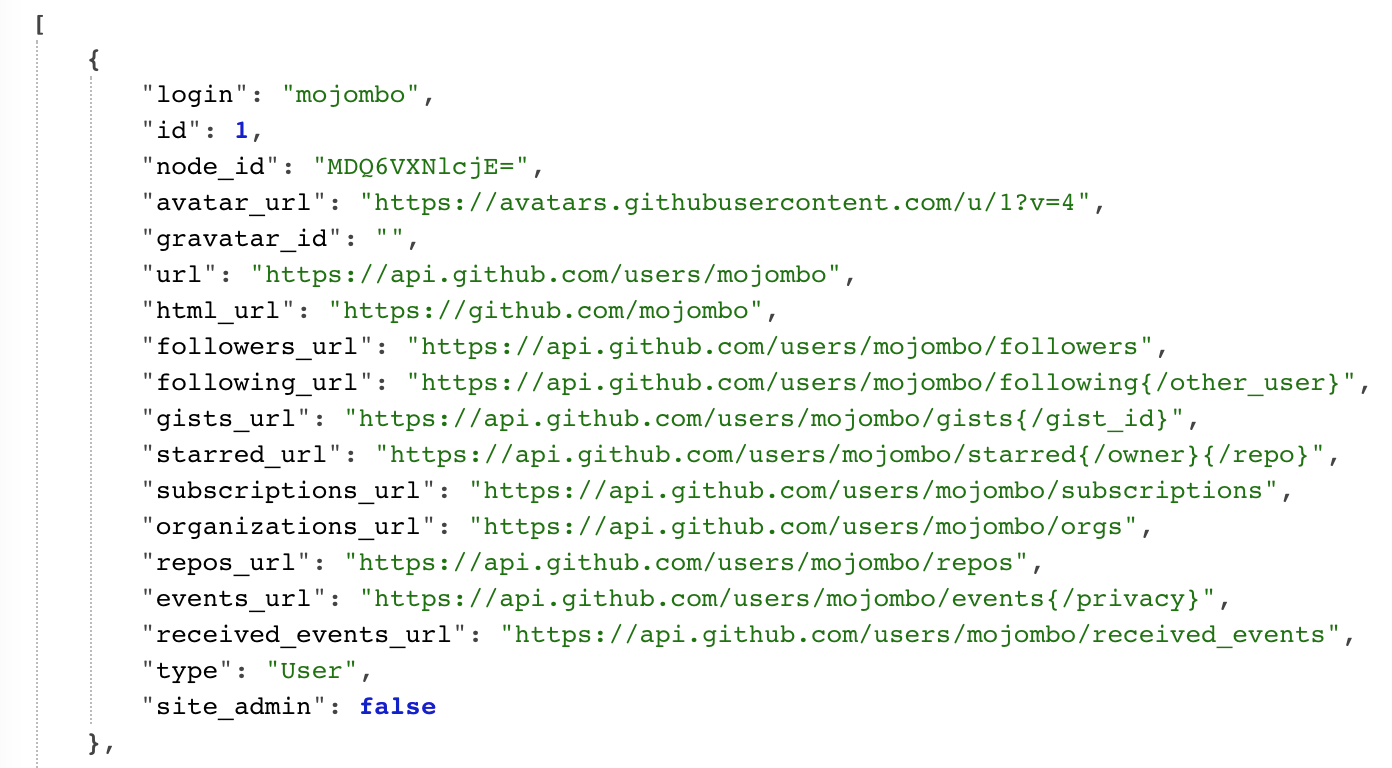 [
{
"login": "mojombo",
"id": 1,
"node_id": "MDQ6VXNlcjE=",
"avatar_url": "https://avatars.githubusercontent.com/u/1?v=4",
"gravatar_id": "",
"url": "https://api.github.com/users/mojombo",
"html_url": "https://github.com/mojombo",
"followers_url": "https://api.github.com/users/mojombo/followers",
"following_url": "https://api.github.com/users/mojombo/following{/other_user}",
"gists_url": "https://api.github.com/users/mojombo/gists{/gist_id}",
"starred_url": "https://api.github.com/users/mojombo/starred{/owner}{/repo}",
"subscriptions_url": "https://api.github.com/users/mojombo/subscriptions",
"organizations_url": "https://api.github.com/users/mojombo/orgs",
"repos_url": "https://api.github.com/users/mojombo/repos",
"events_url": "https://api.github.com/users/mojombo/events{/privacy}",
"received_events_url": "https://api.github.com/users/mojombo/received_events",
"type": "User",
"site_admin": false
},